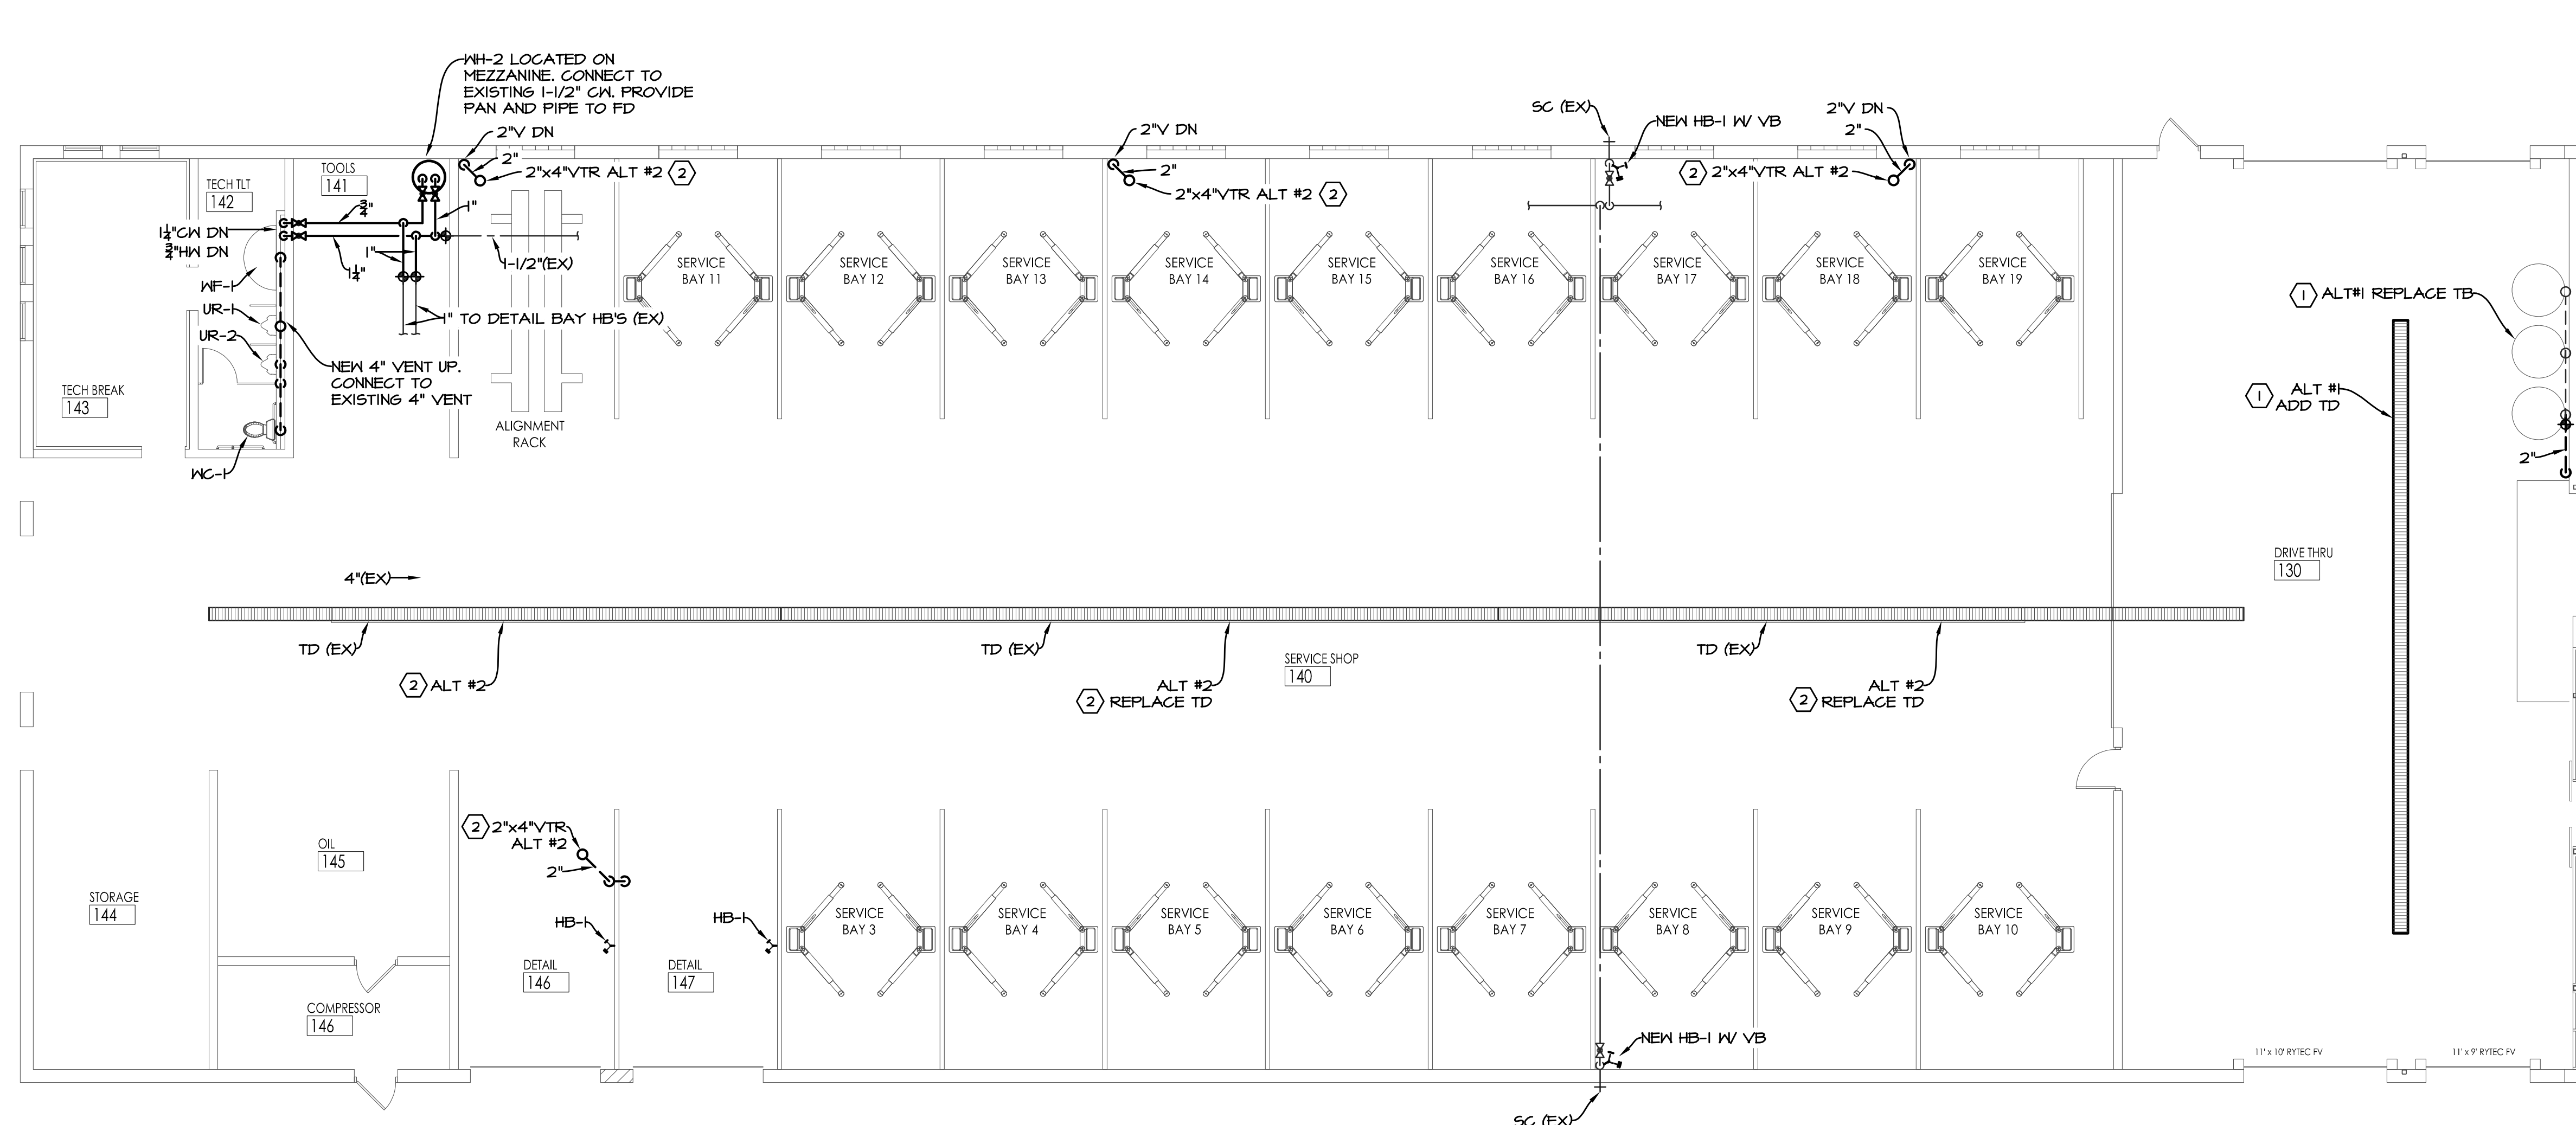 WH-2 LOCATED ON
MEZZANINE. CONNECT TO
EXISTING 1-1/2" CW. PROVIDE
PAN AND PIPE TO FD
2"V DN
2"
2"x4"VTR ALT #2
2
2"V DN
2"
2"x4"VTR ALT #2
2
SC (EX)
NEW HB-1 W/ VB
2"V DN
2"
2
2"x4"VTR ALT #2
TECH TLT
142
TOOLS
141
3/4"
1"
1 1/4"CW DN
3/4"HW DN
1"
1 1/4"
1-1/2"(EX)
WF-1
UR-1
UR-2
1" TO DETAIL BAY HB'S (EX)
NEW 4" VENT UP.
CONNECT TO
EXISTING 4" VENT
TECH BREAK
143
WC-1
ALIGNMENT
RACK
SERVICE
BAY 11
SERVICE
BAY 12
SERVICE
BAY 13
SERVICE
BAY 14
SERVICE
BAY 15
SERVICE
BAY 16
SERVICE
BAY 17
SERVICE
BAY 18
SERVICE
BAY 19
1
ALT#1 REPLACE TB
1
ALT #1
ADD TD
2"
DRIVE THRU
130
4"(EX)
TD (EX)
2
ALT #2
TD (EX)
ALT #2
2
REPLACE TD
SERVICE SHOP
140
TD (EX)
ALT #2
2
REPLACE TD
2
2"x4"VTR
ALT #2
2"
OIL
145
STORAGE
144
COMPRESSOR
146
HB-1
DETAIL
146
HB-1
DETAIL
147
SERVICE
BAY 3
SERVICE
BAY 4
SERVICE
BAY 5
SERVICE
BAY 6
SERVICE
BAY 7
SERVICE
BAY 8
SERVICE
BAY 9
SERVICE
BAY 10
NEW HB-1 W/ VB
SC (EX)
11' x 10' RYTEC FV
11' x 9' RYTEC FV